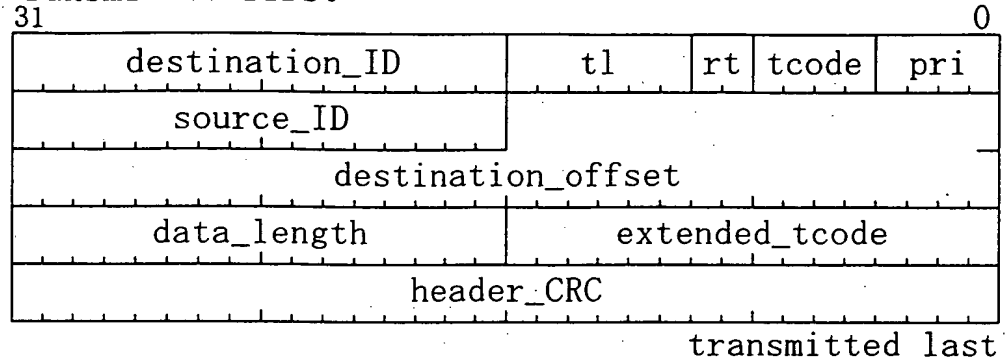 31 0
destination_ID tl rt tcode pri
source_ID
destination_offset
data_length extended_tcode
header_CRC
transmitted last